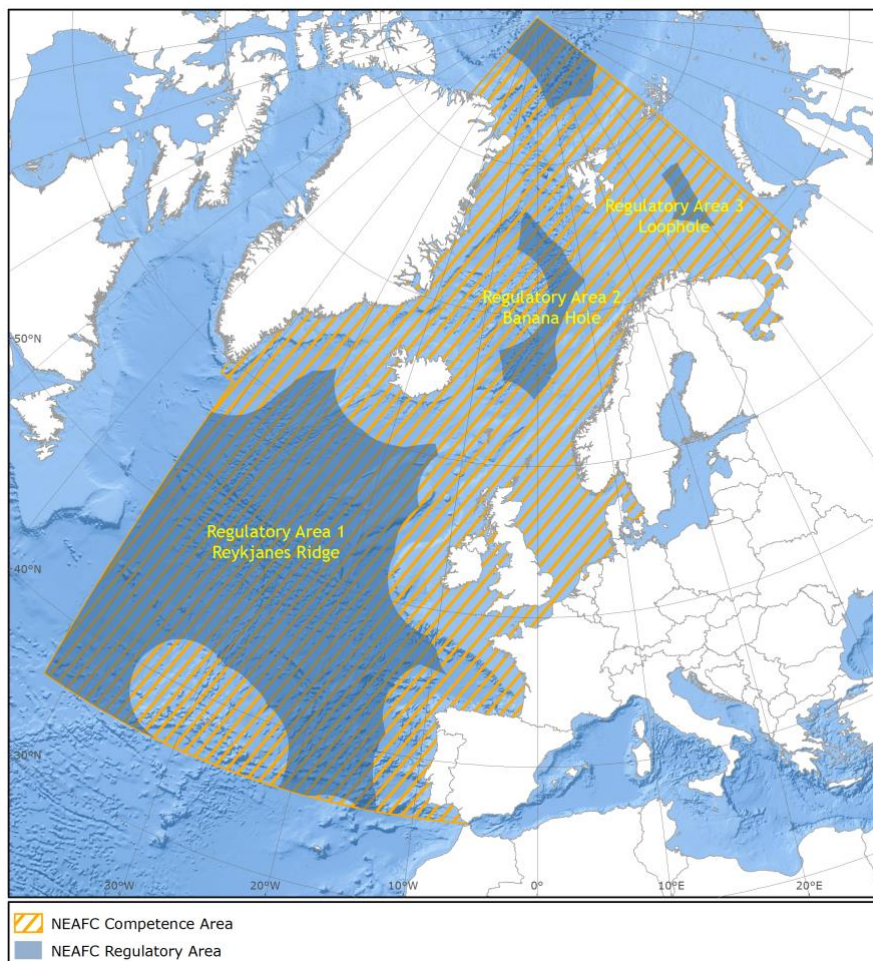 Regulatory Area 3
Loophole
Regulatory Area 2
Banana Hole
50°N
Regulatory Area 1
Reykjanes Ridge
40°N
30°N
30°W
20°W
10°W
0°
10°E
20°E
NEAFC Competence Area
NEAFC Regulatory Area